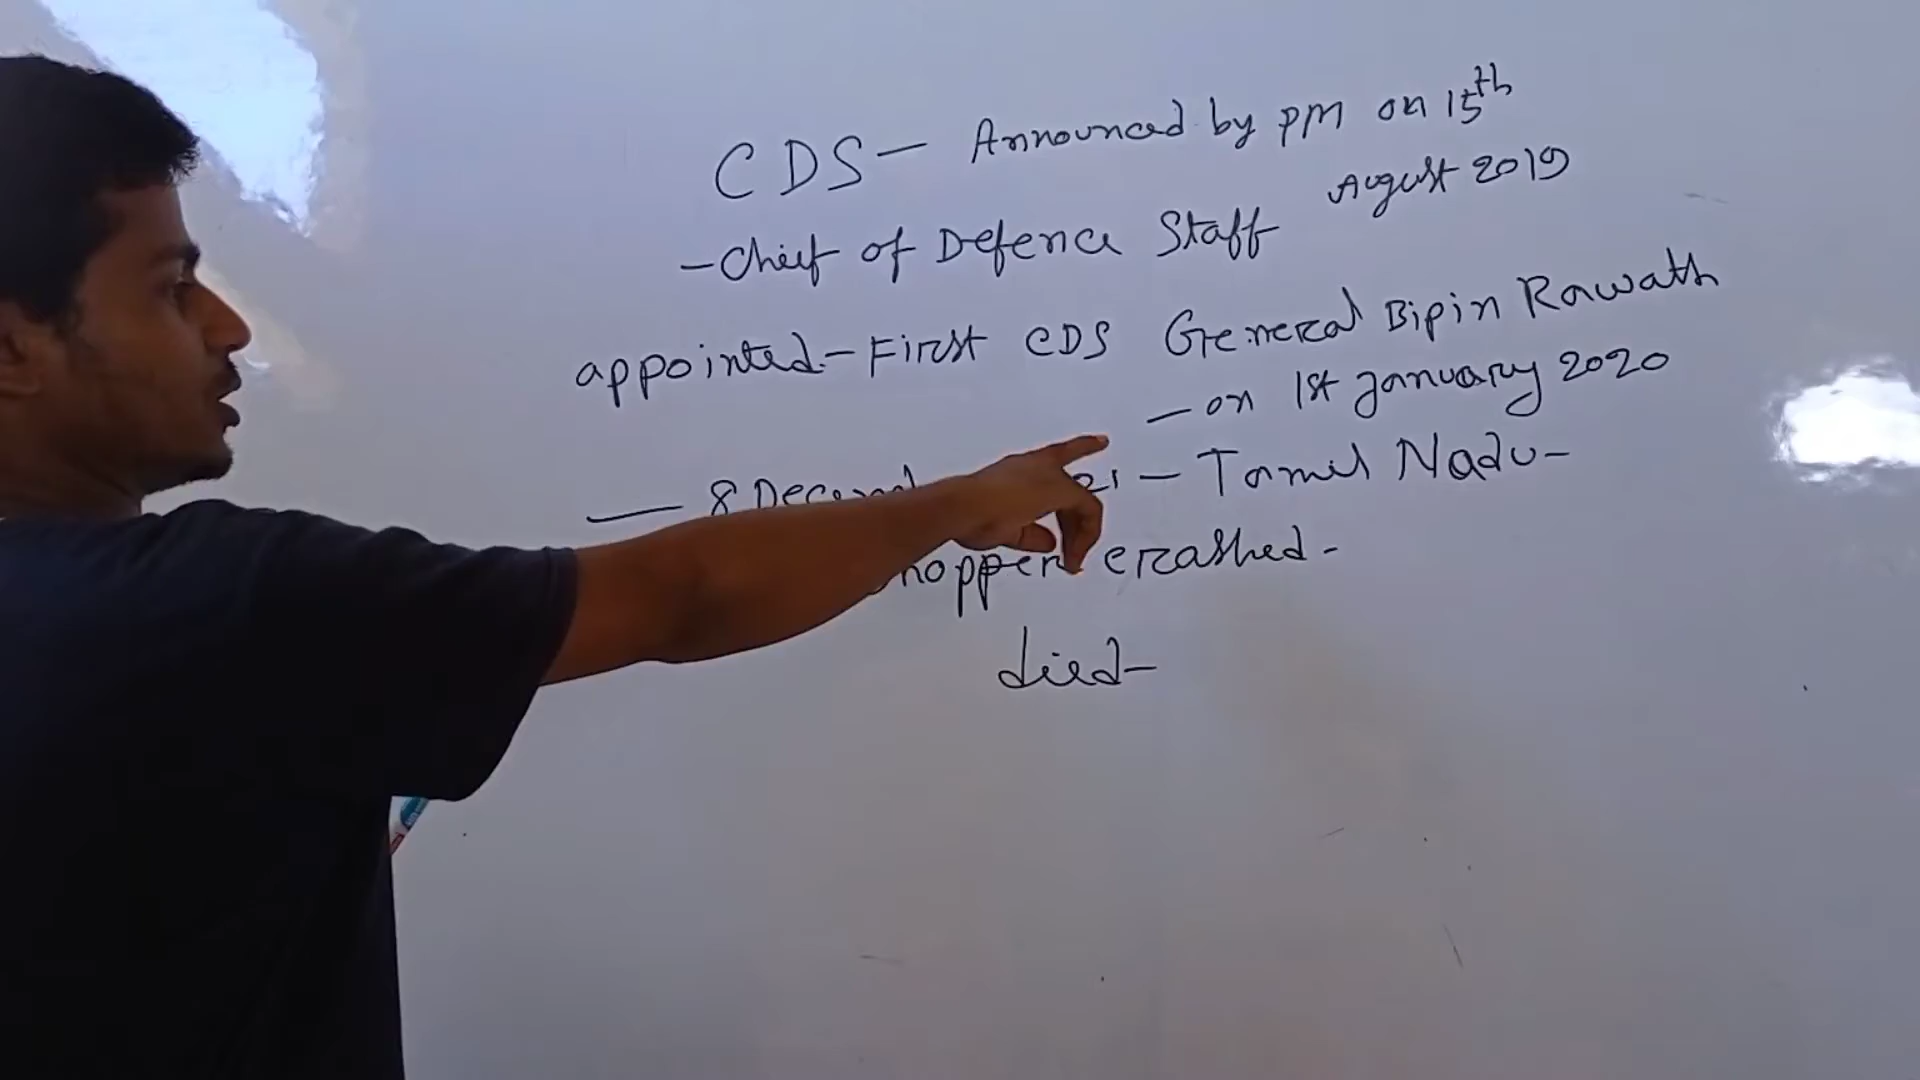 CDS - Announced by PM on 15th
August 2019
- Chief of Defence Staff
appointed - First CDS General Bipin Rawath
- on 1st January 2020
- 8 21 - Tamil Nadu -
crashed -
died -